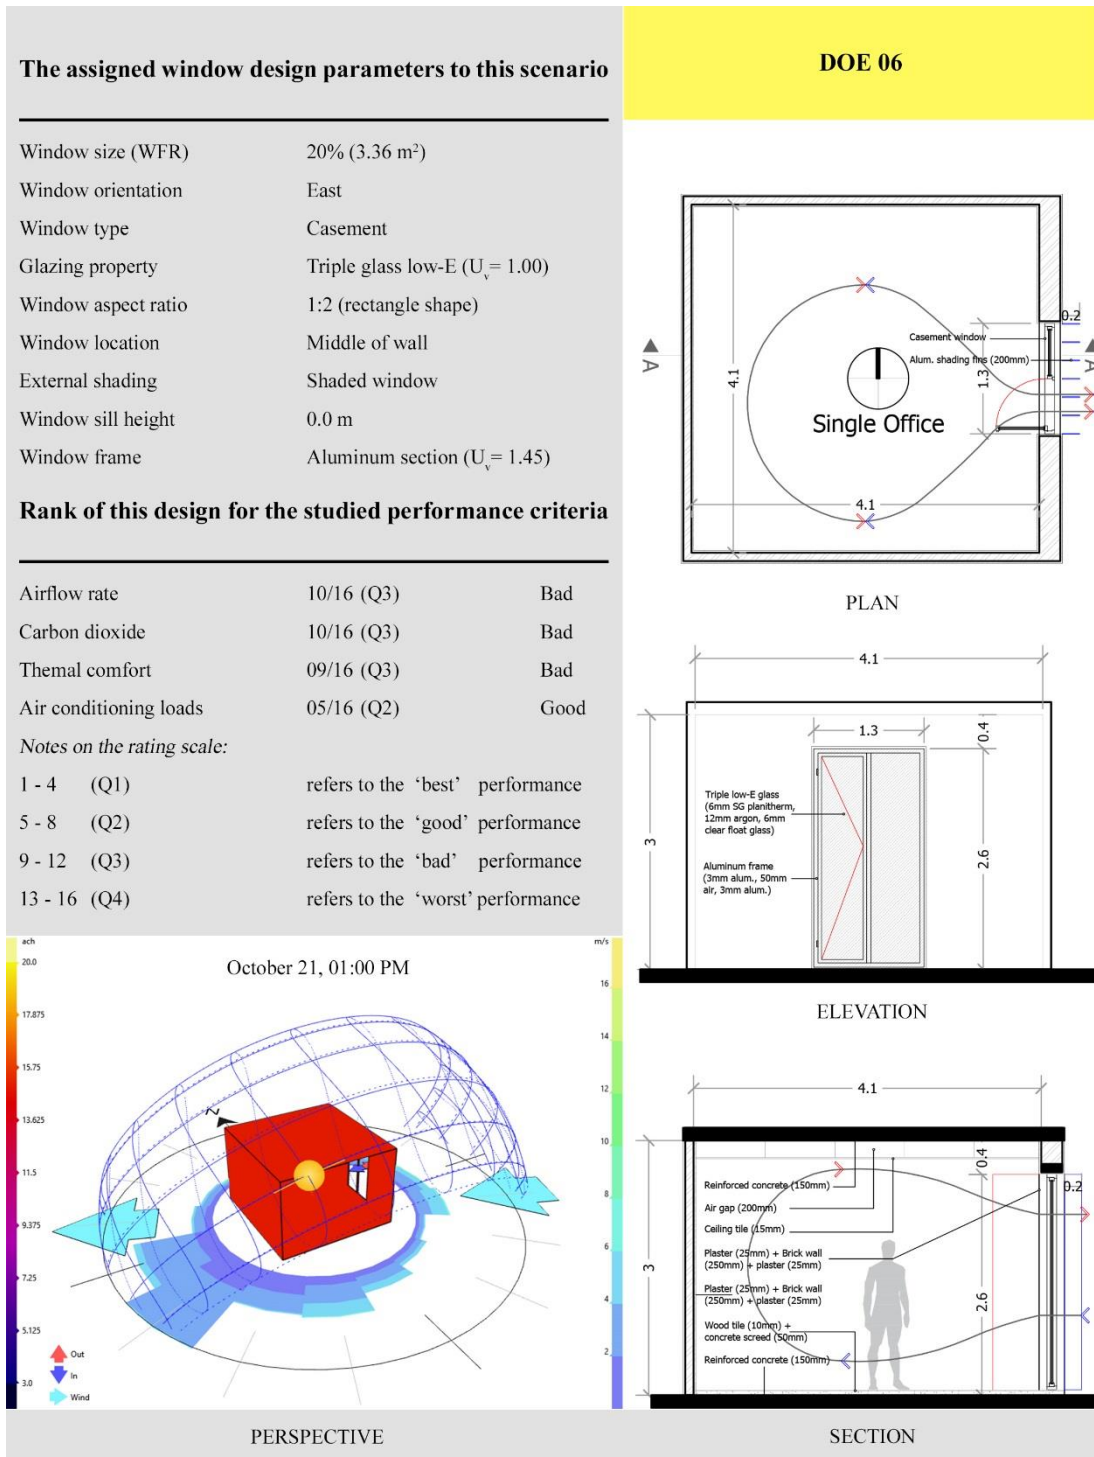 The assigned window design parameters to this scenario
Window size (WFR) 20% (3.36 m²)
Window orientation East
Window type Casement
Glazing property Triple glass low-E (Uᵥ= 1.00)
Window aspect ratio 1:2 (rectangle shape)
Window location Middle of wall
External shading Shaded window
Window sill height 0.0 m
Window frame Aluminum section (Uᵥ= 1.45)
Rank of this design for the studied performance criteria
Airflow rate 10/16 (Q3) Bad
Carbon dioxide 10/16 (Q3) Bad
Themal comfort 09/16 (Q3) Bad
Air conditioning loads 05/16 (Q2) Good
Notes on the rating scale:
1 - 4 (Q1) refers to the ‘best’ performance
5 - 8 (Q2) refers to the ‘good’ performance
9 - 12 (Q3) refers to the ‘bad’ performance
13 - 16 (Q4) refers to the ‘worst’ performance
DOE 06
4.1
0.2
Casement window
Alum. shading fins (200mm)
A
A
1.3
Single Office
4.1
PLAN
4.1
0.4
1.3
Triple low-E glass
(6mm SG planitherm,
12mm argon, 6mm
clear float glass)
3
2.6
Aluminum frame
(3mm alum., 50mm
air, 3mm alum.)
ELEVATION
4.1
0.4
Reinforced concrete (150mm)
0.2
Air gap (200mm)
Ceiling tile (15mm)
Plaster (25mm) + Brick wall
(250mm) + plaster (25mm)
3
2.6
Plaster (25mm) + Brick wall
(250mm) + plaster (25mm)
Wood tile (10mm) +
concrete screed (50mm)
Reinforced concrete (150mm)
SECTION
ach
20.0
17.875
15.75
13.625
11.5
9.375
7.25
5.125
3.0
October 21, 01:00 PM
N
Out
In
Wind
m/s
16
14
12
10
8
6
4
2
PERSPECTIVE